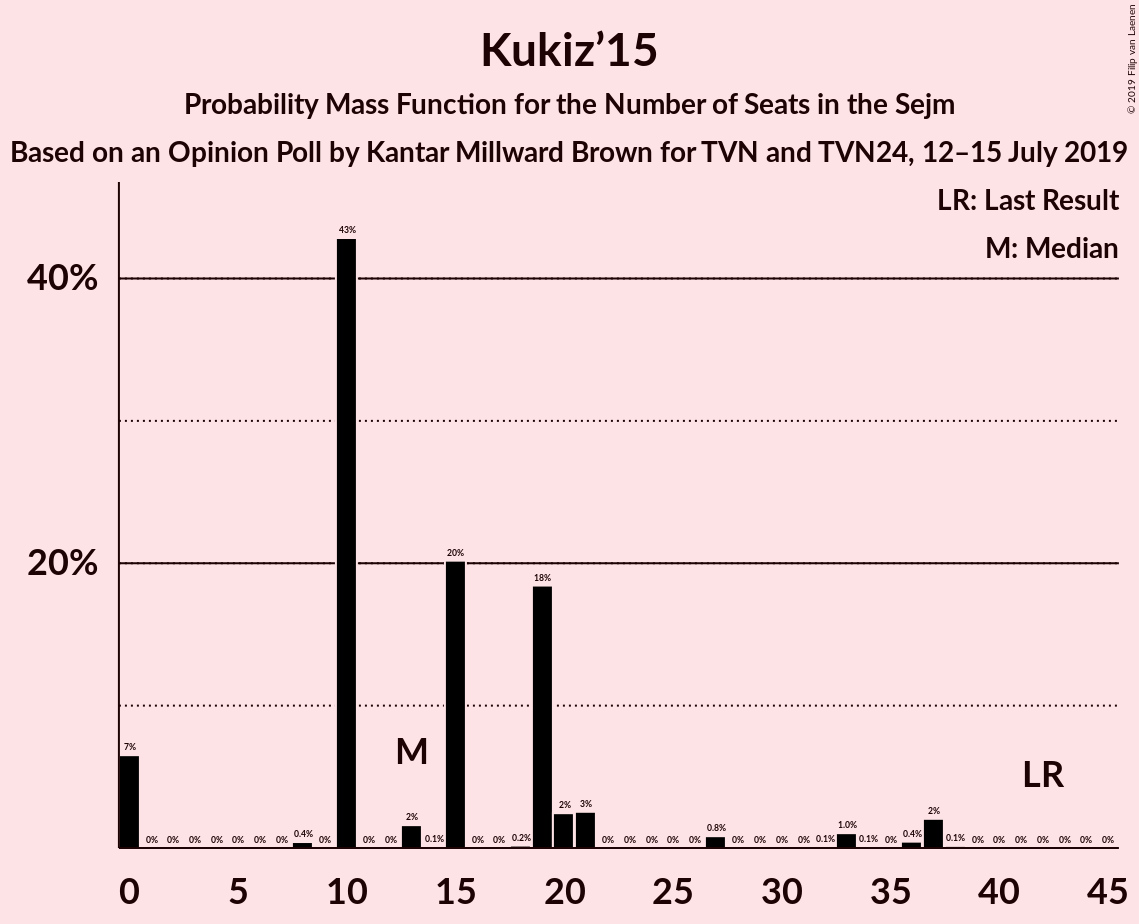 Kukiz’15
Probability Mass Function for the Number of Seats in the Sejm
Based on an Opinion Poll by Kantar Millward Brown for TVN and TVN24, 12–15 July 2019
© 2019 Filip van Laenen
LR: Last Result
M: Median
40%
20%
7% 0% 0% 0% 0% 0% 0% 0% 0.4% 0% 43% 0% 0% 2% 0.1% 20% 0% 0% 0.2% 18% 2% 3% 0% 0% 0% 0% 0% 0.8% 0% 0% 0% 0% 0.1% 1.0% 0.1% 0% 0.4% 2% 0.1% 0% 0% 0% 0% 0% 0% 0%
M
LR
0 5 10 15 20 25 30 35 40 45